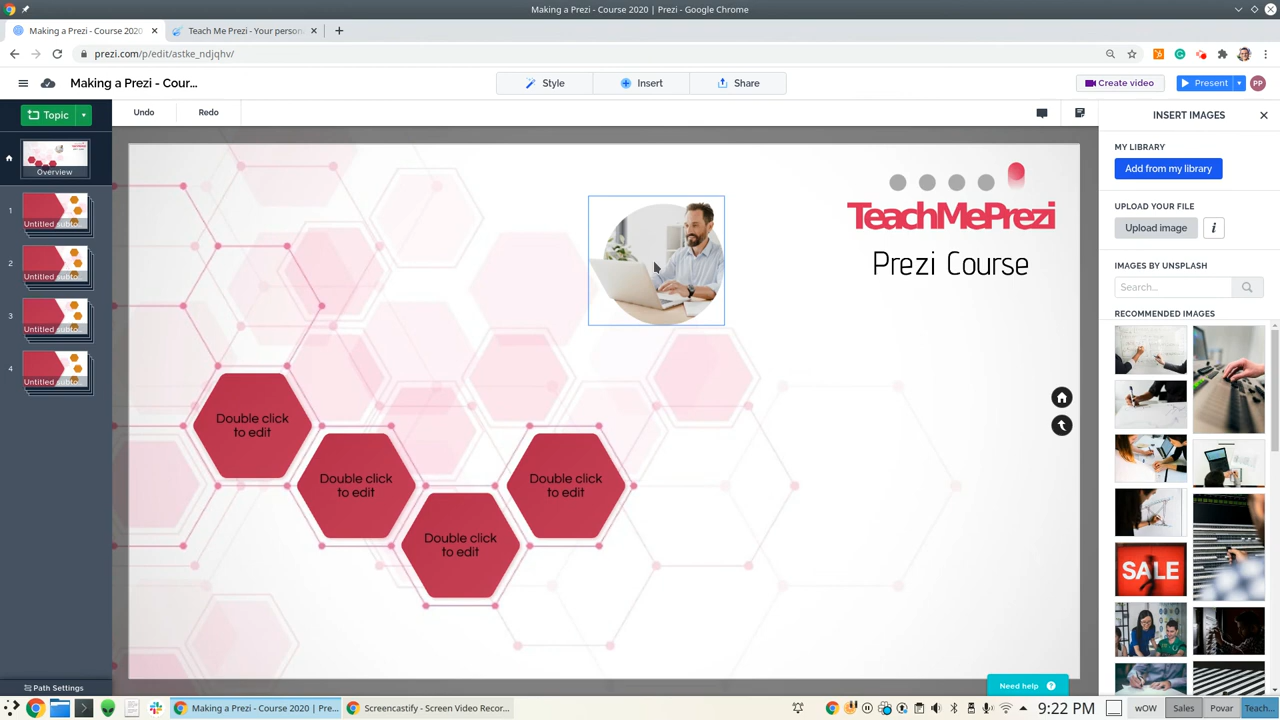 Making a Prezi - Course 2020 | Prezi - Google Chrome
Making a Prezi - Course 2020
Teach Me Prezi - Your person
prezi.com/p/edit/astke_ndjqhv/
Making a Prezi - Cour...
Style
Insert
Share
Create video
Present
PP
Topic
Undo
Redo
INSERT IMAGES
MY LIBRARY
Add from my library
UPLOAD YOUR FILE
Upload image
i
IMAGES BY UNSPLASH
Search...
RECOMMENDED IMAGES
SALE
Overview
1
Untitled subto...
2
Untitled subto...
3
Untitled subto...
4
Untitled subto...
TeachMePrezi
Prezi Course
Double click
to edit
Double click
to edit
Double click
to edit
Double click
to edit
Path Settings
Need help ?
Making a Prezi - Course 2020 | Pre...
Screencastify - Screen Video Recor...
9:22 PM
wOW
Sales
Povar
Teach...